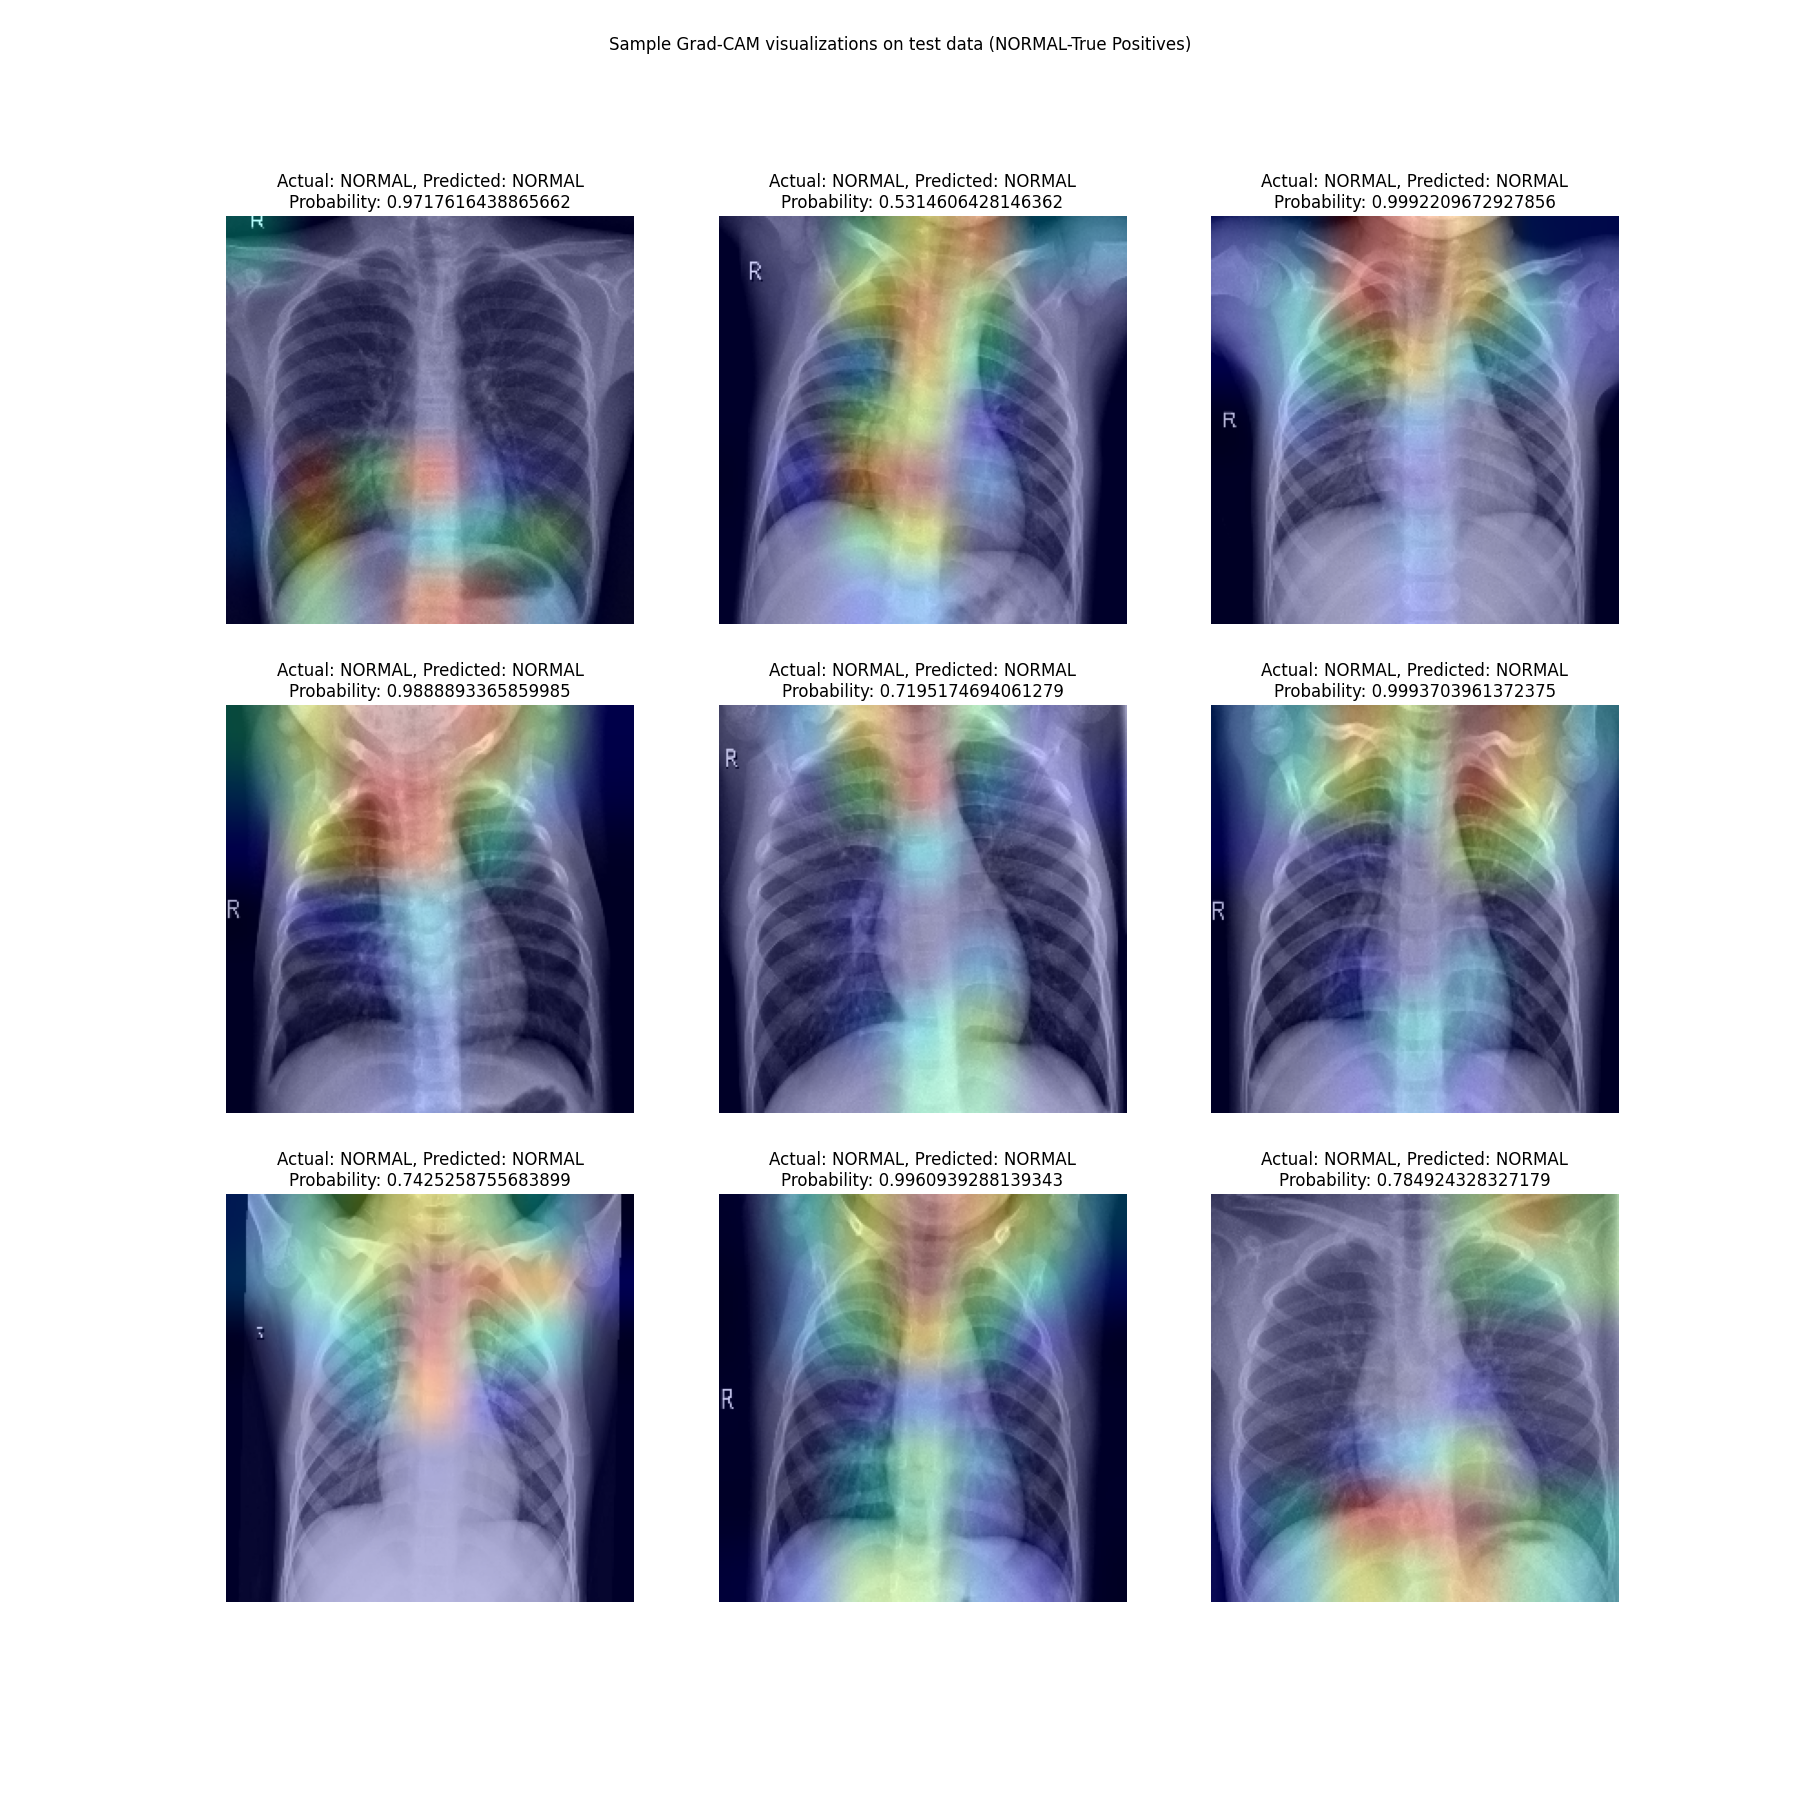 Sample Grad-CAM visualizations on test data (NORMAL-True Positives)
Actual: NORMAL, Predicted: NORMAL
Probability: 0.9717616438865662
R
Actual: NORMAL, Predicted: NORMAL
Probability: 0.5314606428146362
R
Actual: NORMAL, Predicted: NORMAL
Probability: 0.9992209672927856
R
Actual: NORMAL, Predicted: NORMAL
Probability: 0.9888893365859985
R
Actual: NORMAL, Predicted: NORMAL
Probability: 0.7195174694061279
R
Actual: NORMAL, Predicted: NORMAL
Probability: 0.9993703961372375
R
Actual: NORMAL, Predicted: NORMAL
Probability: 0.7425258755683899
Actual: NORMAL, Predicted: NORMAL
Probability: 0.9960939288139343
R
Actual: NORMAL, Predicted: NORMAL
Probability: 0.784924328327179